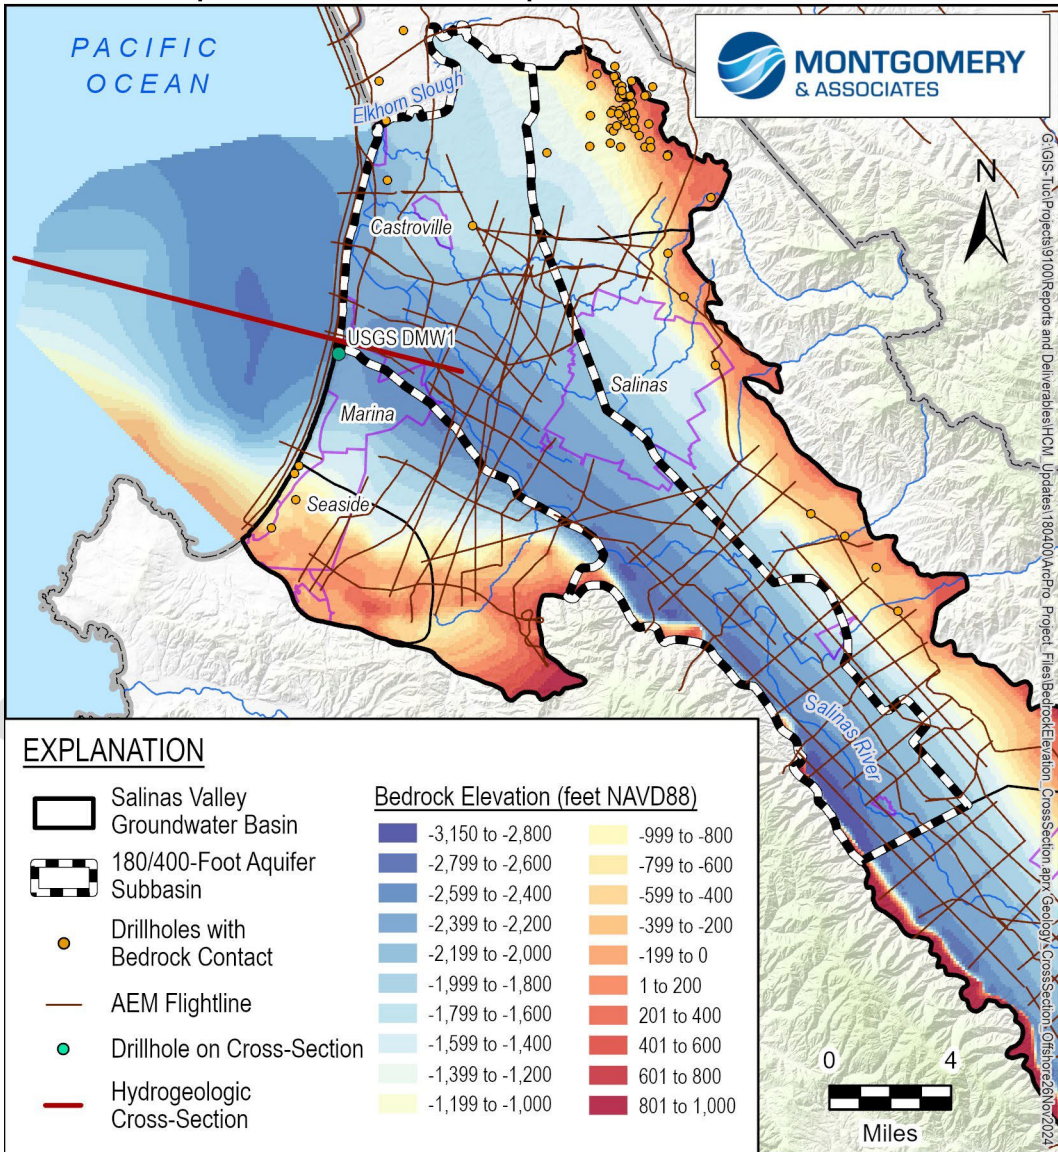 PACIFIC
OCEAN
MONTGOMERY
& ASSOCIATES
Elkhorn Slough
N
Castroville
USGS DMW1
Salinas
Marina
Seaside
Salinas River
EXPLANATION
Salinas Valley
Groundwater Basin
180/400-Foot Aquifer
Subbasin
Drillholes with
Bedrock Contact
AEM Flightline
Drillhole on Cross-Section
Hydrogeologic
Cross-Section
Bedrock Elevation (feet NAVD88)
-3,150 to -2,800
-2,799 to -2,600
-2,599 to -2,400
-2,399 to -2,200
-2,199 to -2,000
-1,999 to -1,800
-1,799 to -1,600
-1,599 to -1,400
-1,399 to -1,200
-1,199 to -1,000
-999 to -800
-799 to -600
-599 to -400
-399 to -200
-199 to 0
1 to 200
201 to 400
401 to 600
601 to 800
801 to 1,000
0 4
Miles
G:\GIS-Tuc\Projects\9100\Reports and Deliverables\HCM_Updates\180400\ArcPro_Project_Files\BedrockElevation_CrossSection.aprx Geology_CrossSection_Offshore26Nov2024